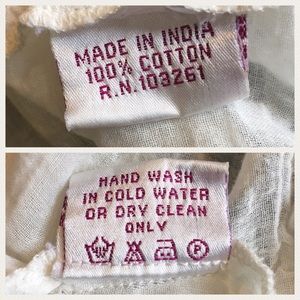 MADE IN INDIA
100% COTTON
R.N. 103261
HAND WASH
IN COLD WATER
OR DRY CLEAN
ONLY
P